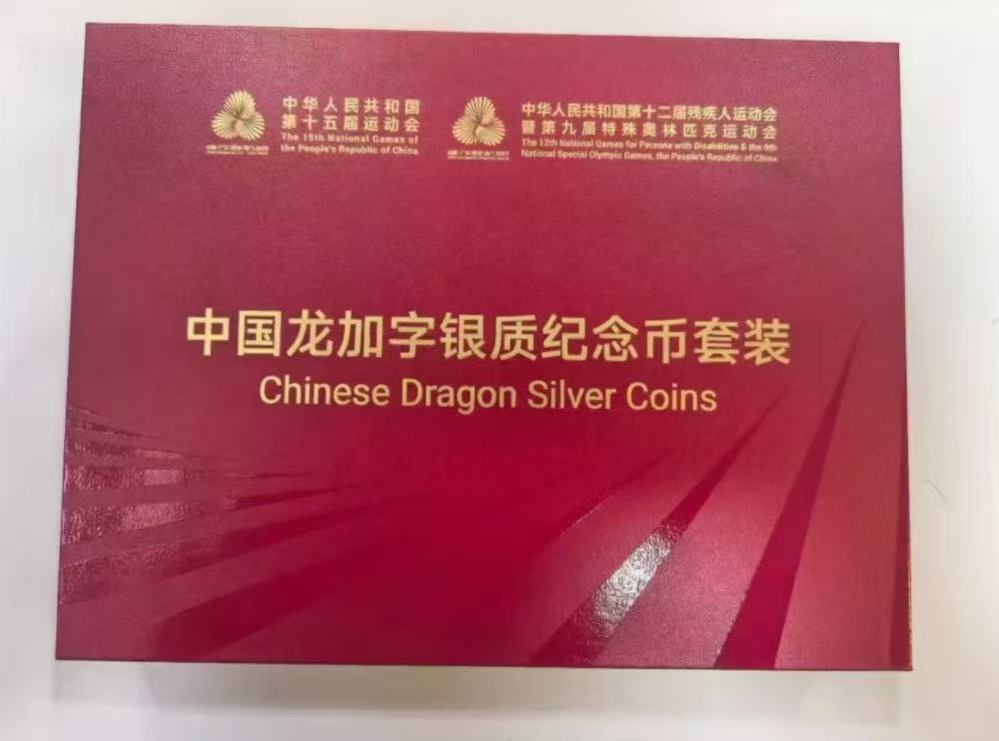 中华人民共和国
第十五届运动会
The 15th National Games of
the People's Republic of China
中华人民共和国第十二届残疾人运动会
暨第九届特殊奥林匹克运动会
The 12th National Games for Persons with Disabilities & the 9th
National Special Olympic Games, the People's Republic of China
中国龙加字银质纪念币套装
Chinese Dragon Silver Coins